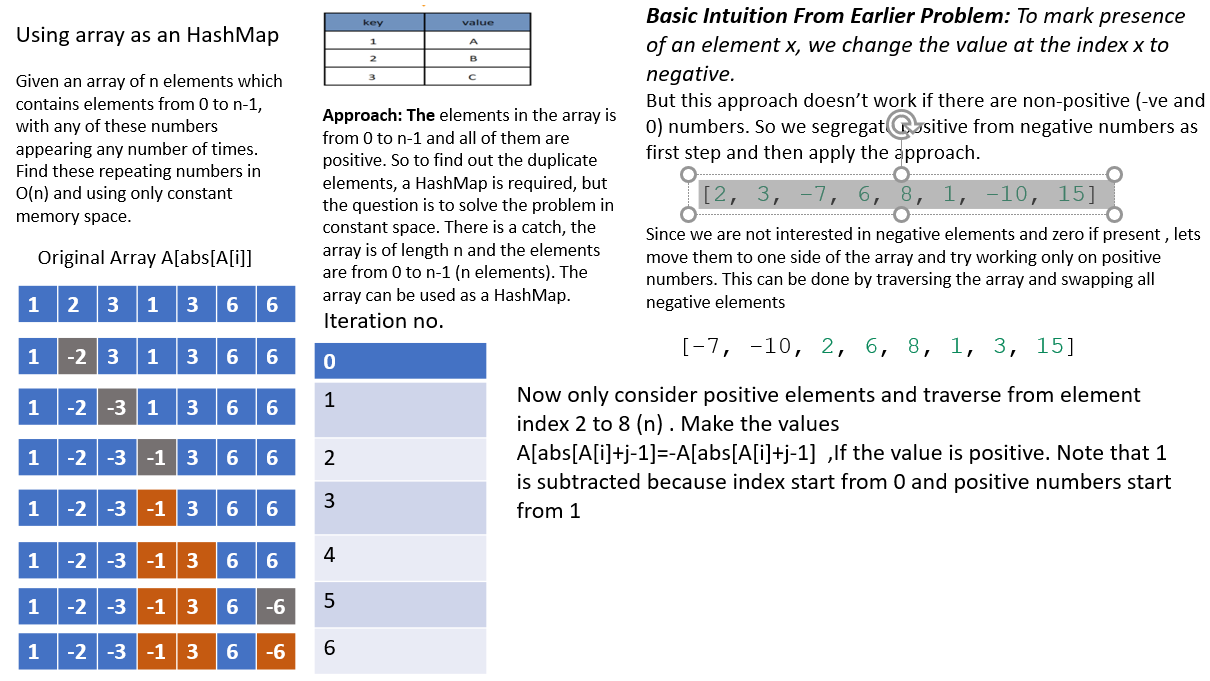 Using array as an HashMap
Given an array of n elements which
contains elements from 0 to n-1,
with any of these numbers
appearing any number of times.
Find these repeating numbers in
O(n) and using only constant
memory space.
Original Array A[abs[A[i]]
1 2 3 1 3 6 6
1 -2 3 1 3 6 6
1 -2 -3 1 3 6 6
1 -2 -3 -1 3 6 6
1 -2 -3 -1 3 6 6
1 -2 -3 -1 3 6 6
1 -2 -3 -1 3 6 -6
1 -2 -3 -1 3 6 -6
key value
1 A
2 B
3 C
Approach: The elements in the array is
from 0 to n-1 and all of them are
positive. So to find out the duplicate
elements, a HashMap is required, but
the question is to solve the problem in
constant space. There is a catch, the
array is of length n and the elements
are from 0 to n-1 (n elements). The
array can be used as a HashMap.
Iteration no.
0
1
2
3
4
5
6
Basic Intuition From Earlier Problem: To mark presence
of an element x, we change the value at the index x to
negative.
But this approach doesn’t work if there are non-positive (-ve and
0) numbers. So we segregate positive from negative numbers as
first step and then apply the approach.
[2, 3, -7, 6, 8, 1, -10, 15]
Since we are not interested in negative elements and zero if present , lets
move them to one side of the array and try working only on positive
numbers. This can be done by traversing the array and swapping all
negative elements
[-7, -10, 2, 6, 8, 1, 3, 15]
Now only consider positive elements and traverse from element
index 2 to 8 (n) . Make the values
A[abs[A[i]+j-1]=-A[abs[A[i]+j-1] ,If the value is positive. Note that 1
is subtracted because index start from 0 and positive numbers start
from 1